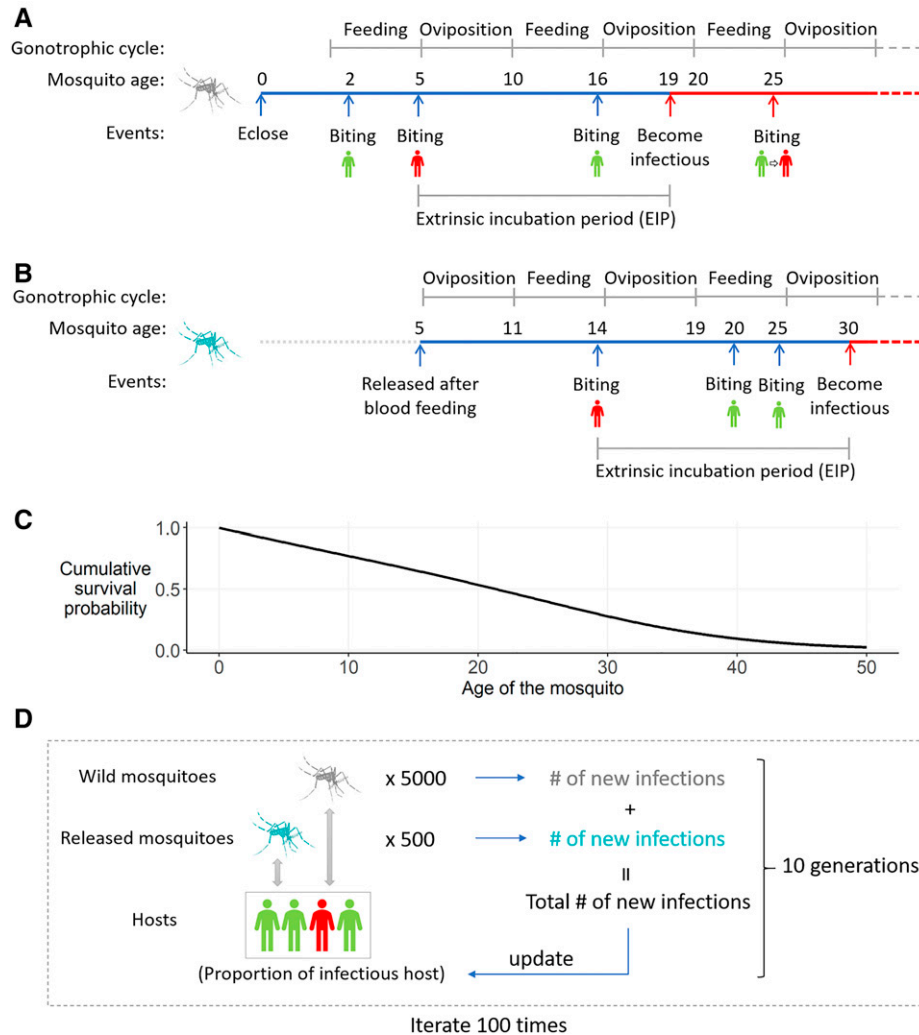 A
Feeding Oviposition Feeding Oviposition Feeding Oviposition
Gonotrophic cycle:
Mosquito age: 0 2 5 10 16 19 20 25
Events: Eclose Biting Biting Biting Become infectious Biting
Extrinsic incubation period (EIP)
B
Oviposition Feeding Oviposition Feeding Oviposition
Gonotrophic cycle:
Mosquito age: 5 11 14 19 20 25 30
Events: Released after blood feeding Biting Biting Biting Become infectious
Extrinsic incubation period (EIP)
C
1.0
Cumulative survival probability
0.5
0.0
0 10 20 30 40 50
Age of the mosquito
D
Wild mosquitoes x 5000 # of new infections
+
Released mosquitoes x 500 # of new infections
=
10 generations
Hosts Total # of new infections
update
(Proportion of infectious host)
Iterate 100 times